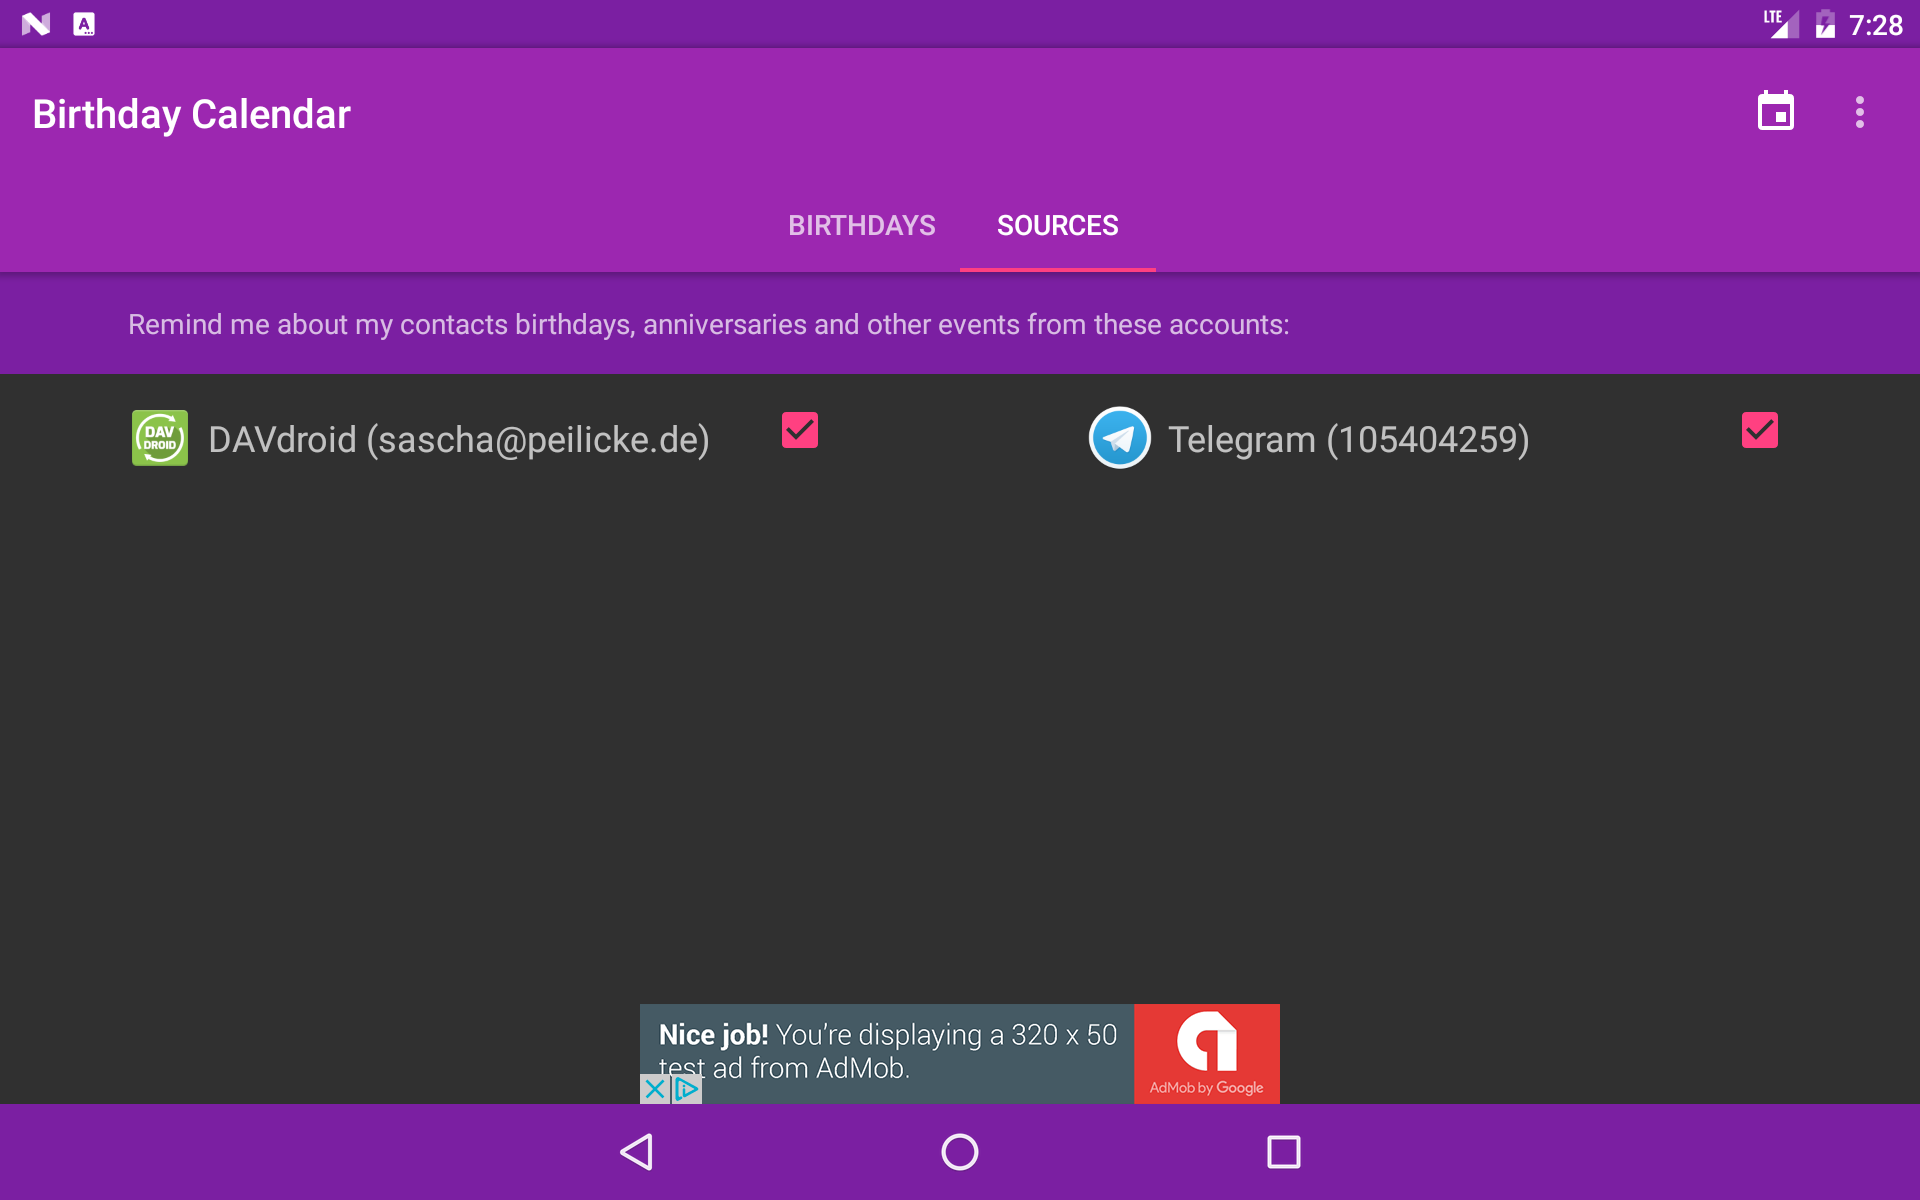 LTE 7:28
Birthday Calendar
BIRTHDAYS SOURCES
Remind me about my contacts birthdays, anniversaries and other events from these accounts:
DAV DROID
DAVdroid (sascha@peilicke.de)
Telegram (105404259)
Nice job! You're displaying a 320 x 50
test ad from AdMob.
AdMob by Google